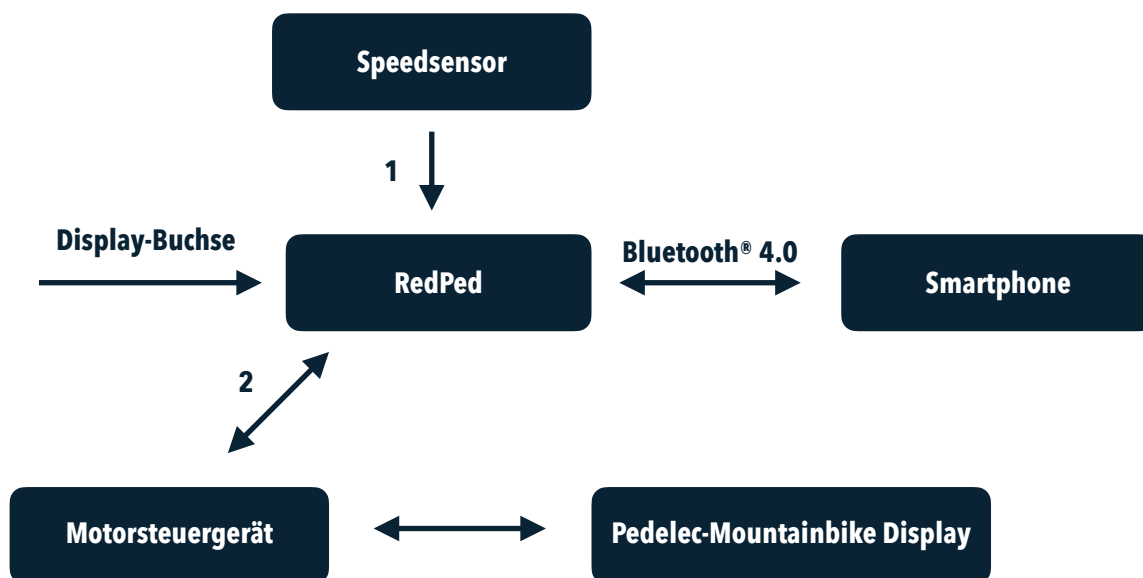 Speedsensor
1
Display-Buchse
RedPed
Bluetooth® 4.0
Smartphone
2
Motorsteuergerät
Pedelec-Mountainbike Display